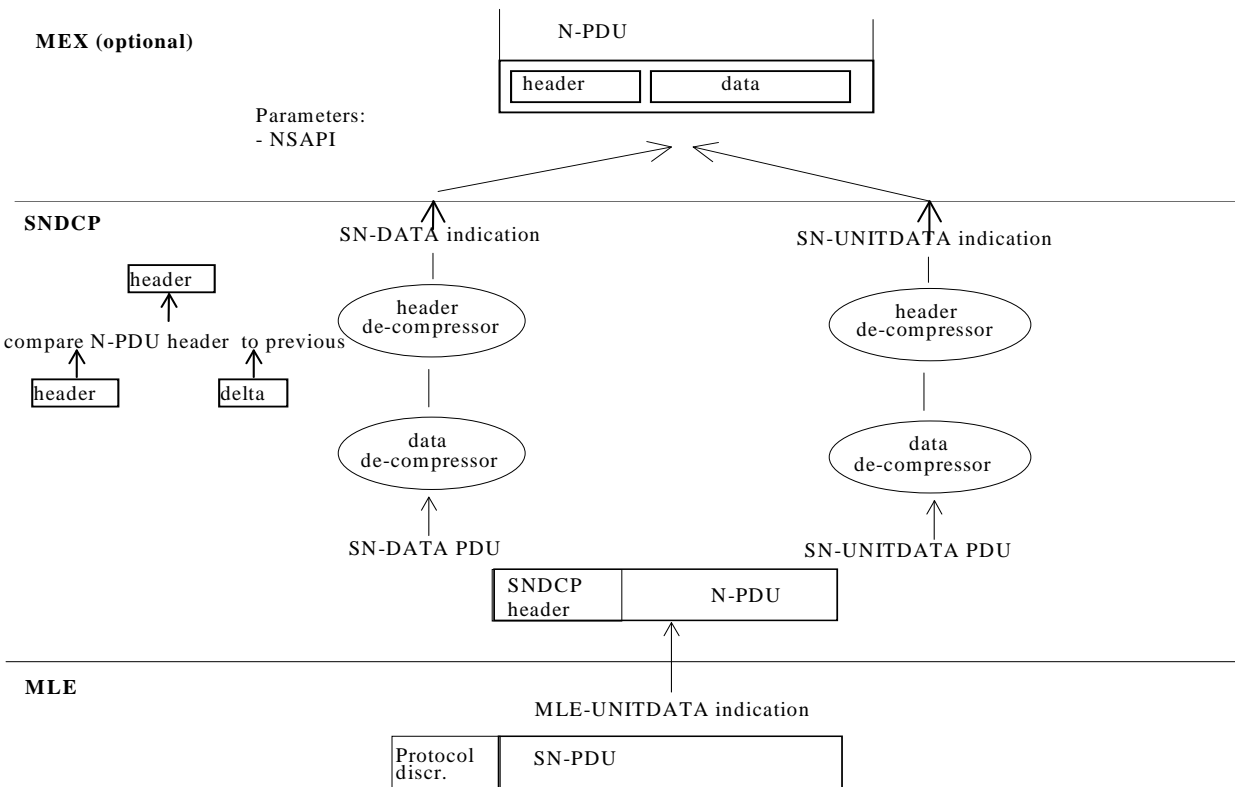 N-PDU
MEX (optional)
header
data
Parameters:
- NSAPI
SNDCP
SN-DATA indication
SN-UNITDATA indication
header
compare N-PDU header to previous
header
delta
header
de-compressor
header
de-compressor
data
de-compressor
data
de-compressor
SN-DATA PDU
SN-UNITDATA PDU
SNDCP
header
N-PDU
MLE
MLE-UNITDATA indication
Protocol
discr.
SN-PDU